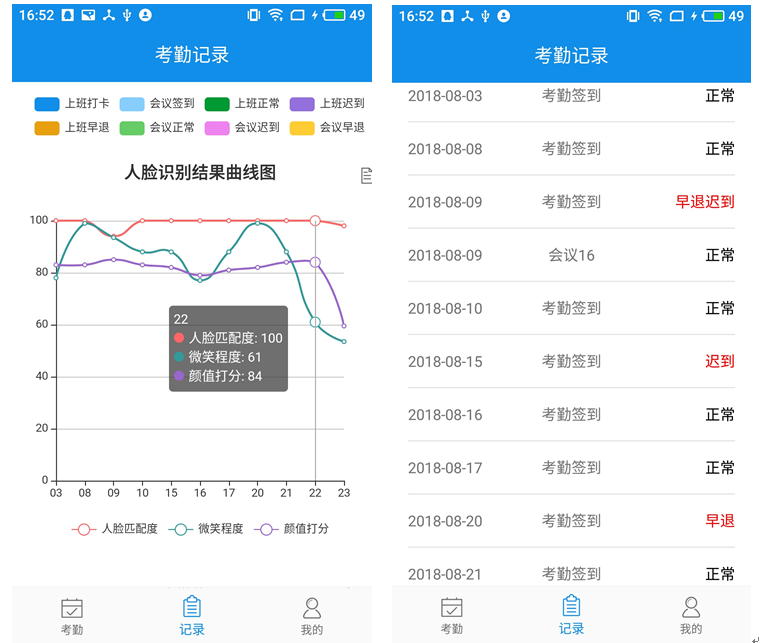 16:52 49
考勤记录
上班打卡 会议签到 上班正常 上班迟到
上班早退 会议正常 会议迟到 会议早退
人脸识别结果曲线图
100
80
60
40
20
0
22
人脸匹配度: 100
微笑程度: 61
颜值打分: 84
03 08 09 10 15 16 17 20 21 22 23
人脸匹配度 微笑程度 颜值打分
考勤 记录 我的
16:52 49
考勤记录
2018-08-03 考勤签到 正常
2018-08-08 考勤签到 正常
2018-08-09 考勤签到 早退迟到
2018-08-09 会议16 正常
2018-08-10 考勤签到 正常
2018-08-15 考勤签到 迟到
2018-08-16 考勤签到 正常
2018-08-17 考勤签到 正常
2018-08-20 考勤签到 早退
2018-08-21 考勤签到 正常
考勤 记录 我的